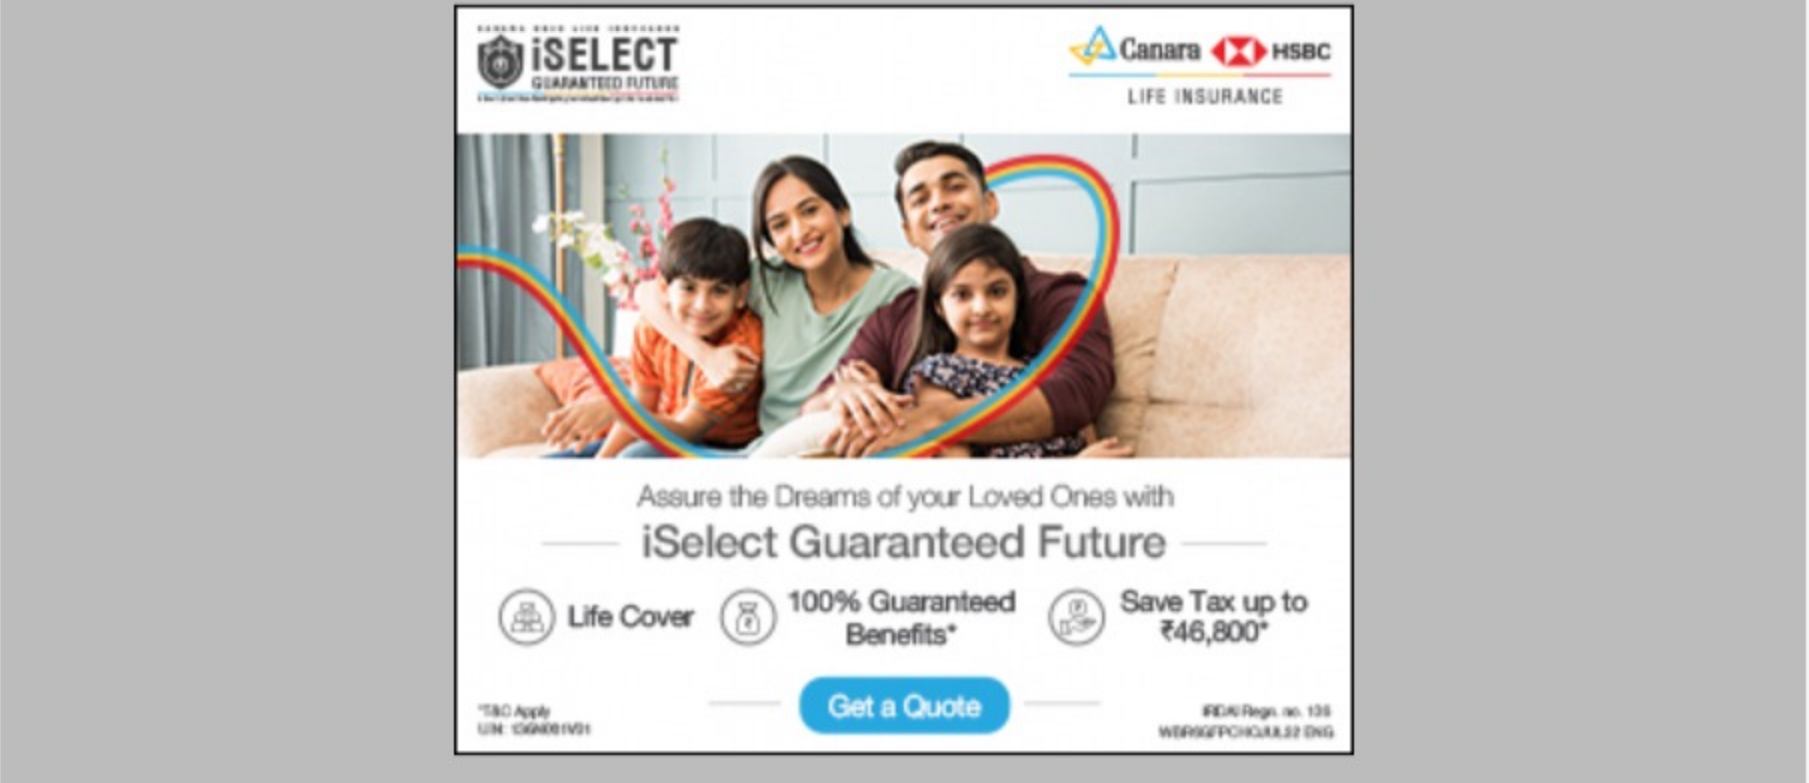 iSELECT
GUARANTEED FUTURE
Canara HSBC
LIFE INSURANCE
Assure the Dreams of your Loved Ones with
iSelect Guaranteed Future
Life Cover
100% Guaranteed
Benefits*
Save Tax up to
₹46,800*
Get a Quote
*T&C Apply
IRDAI Regn. no. 136